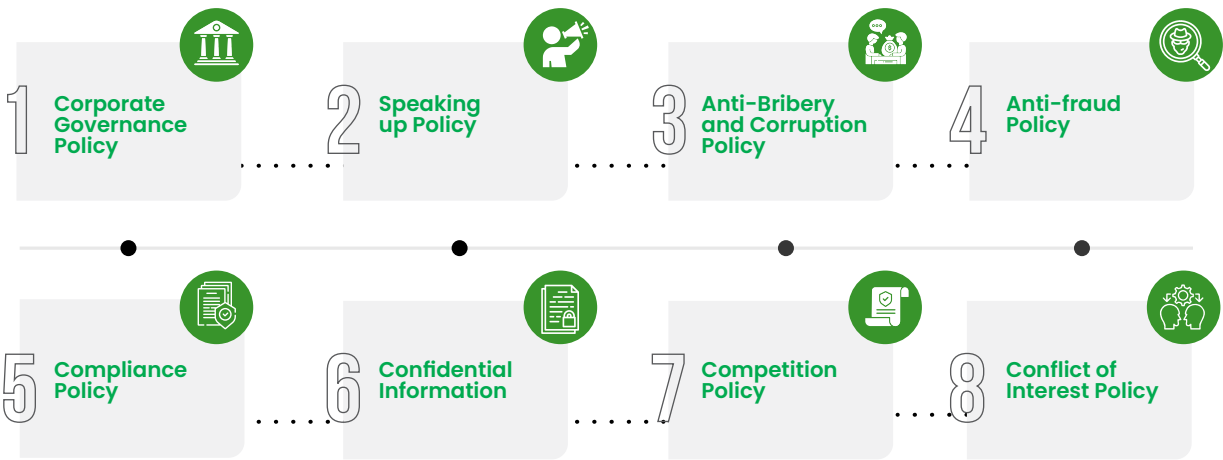 1
Corporate
Governance
Policy
2
Speaking
up Policy
3
Anti-Bribery
and Corruption
Policy
4
Anti-fraud
Policy
5
Compliance
Policy
6
Confidential
Information
7
Competition
Policy
8
Conflict of
Interest Policy